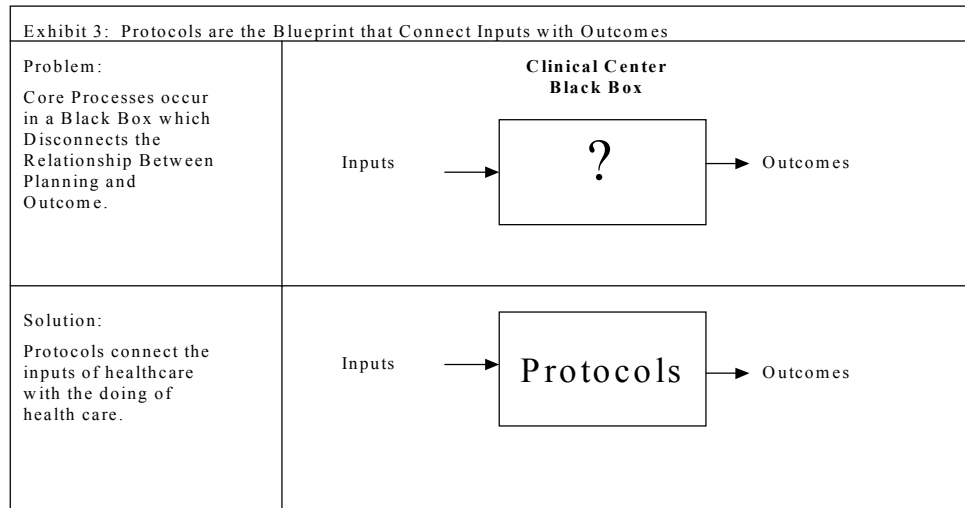 Exhibit 3: Protocols are the Blueprint that Connect Inputs with Outcomes
Problem:
Core Processes occur
in a Black Box which
Disconnects the
Relationship Between
Planning and
Outcome.
Clinical Center
Black Box
Inputs
?
Outcomes
Solution:
Protocols connect the
inputs of healthcare
with the doing of
health care.
Inputs
Protocols
Outcomes